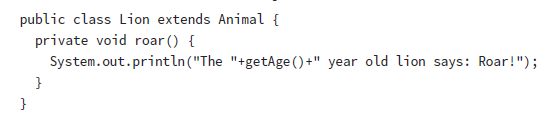 public class Lion extends Animal {
  private void roar() {
    System.out.println("The "+getAge()+" year old lion says: Roar!");
  }
}